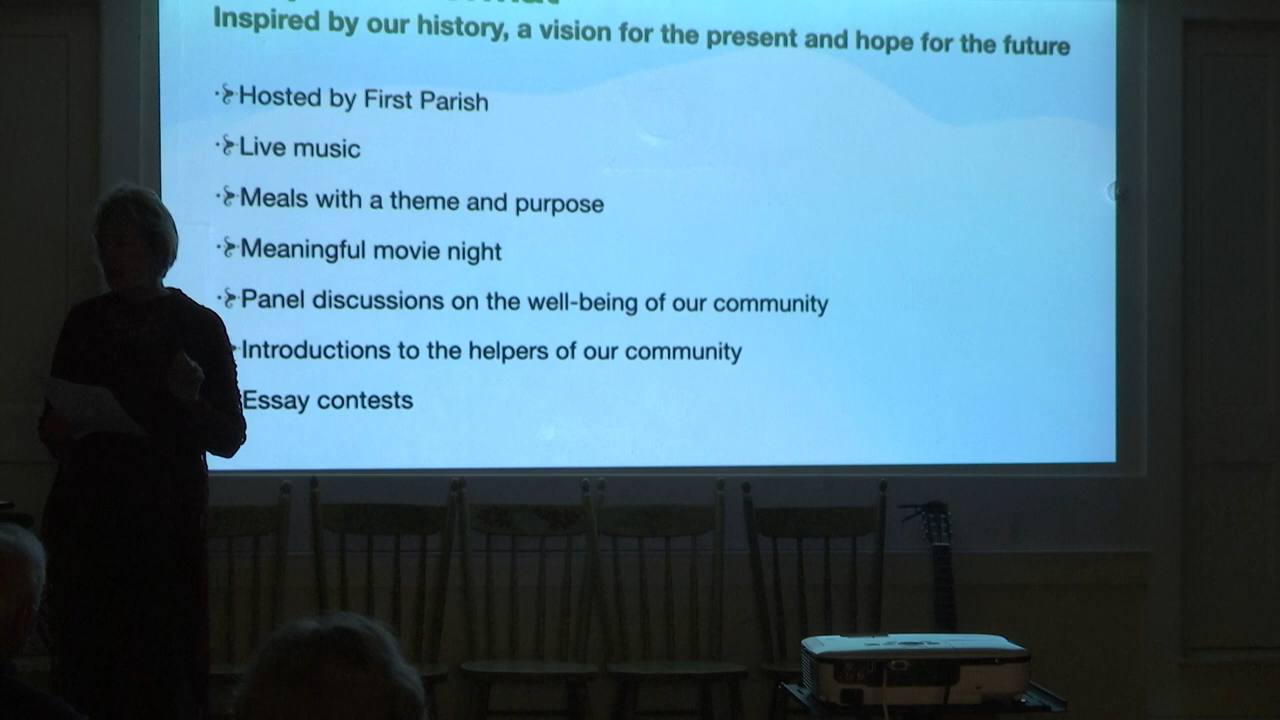 Inspired by our history, a vision for the present and hope for the future
Hosted by First Parish
Live music
Meals with a theme and purpose
Meaningful movie night
Panel discussions on the well-being of our community
Introductions to the helpers of our community
Essay contests